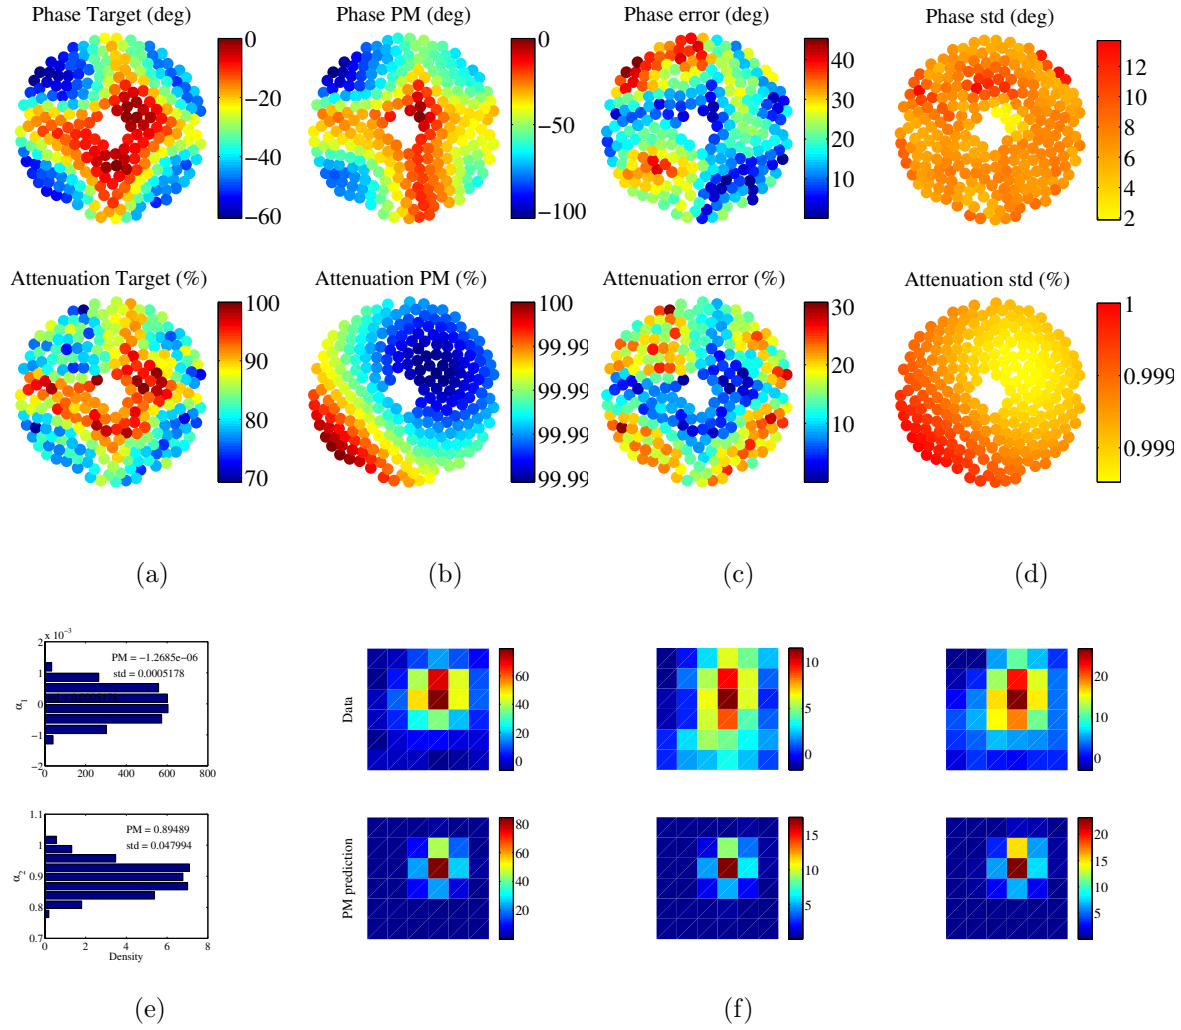 Phase Target (deg)
Phase PM (deg)
Phase error (deg)
Phase std (deg)
0
−20
−40
−60
0
−50
−100
40
30
20
10
12
10
8
6
4
2
Attenuation Target (%)
Attenuation PM (%)
Attenuation error (%)
Attenuation std (%)
100
90
80
70
100
99.99
99.99
99.99
99.99
30
20
10
1
0.999
0.999
(a)
(b)
(c)
(d)
x 10⁻³
2
1
0
−1
−2
α₁
PM = −1.2685e−06
std = 0.0005178
0 200 400 600 800
Data
60
40
20
0
10
5
0
20
10
0
1.1
1
0.9
0.8
0.7
α₂
PM = 0.89489
std = 0.047994
0 2 4 6 8
Density
PM prediction
80
60
40
20
15
10
5
20
15
10
5
(e)
(f)